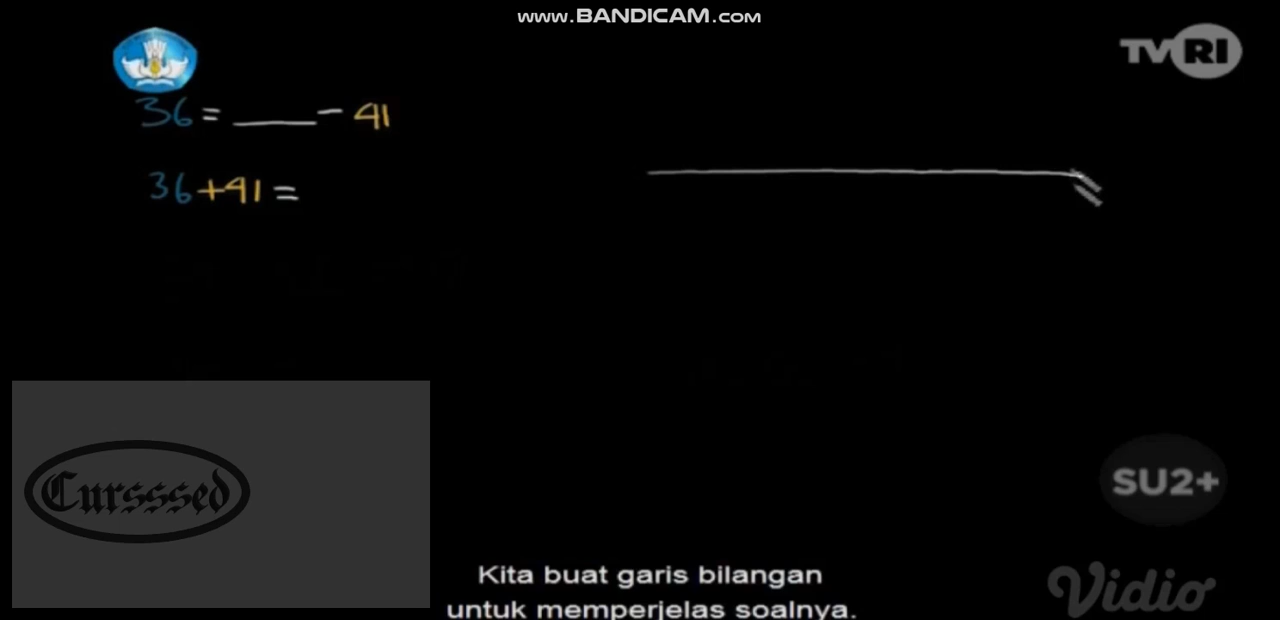 www.BANDICAM.com
TVRI
36 = ____ - 41
36 + 41 =
Cursssed
SU2+
Kita buat garis bilangan
untuk memperjelas soalnya.
Vidio